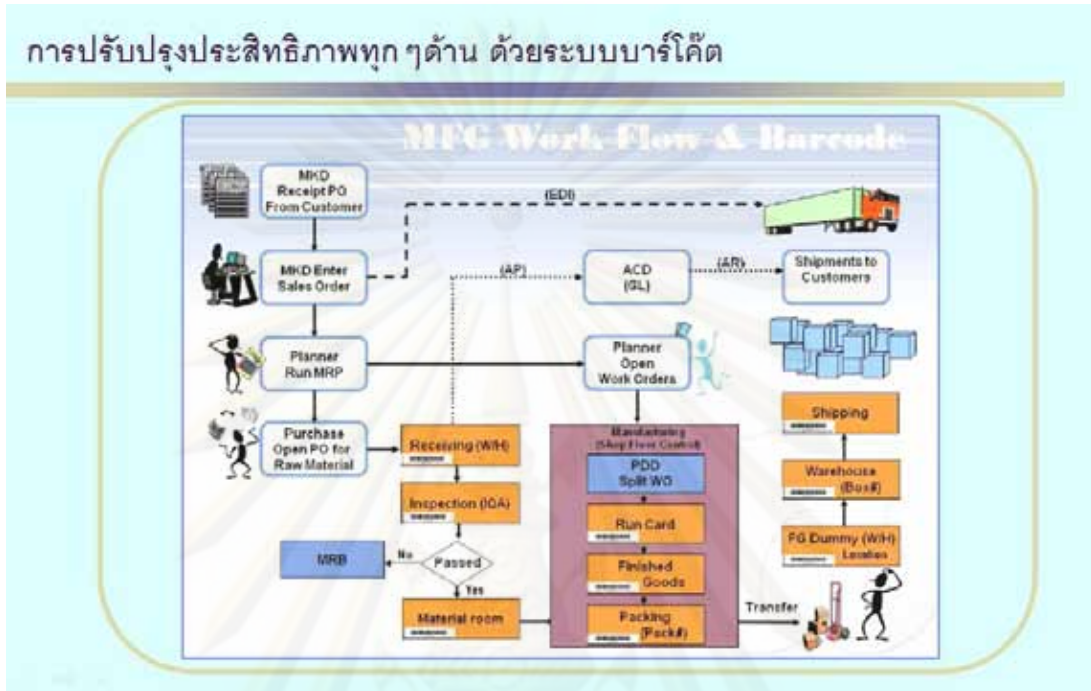 การปรับปรุงประสิทธิภาพทุก ๆด้าน ด้วยระบบบาร์โค๊ต
MFG Work Flow & Barcode
MKD
Receipt PO
From Customer
(EDI)
MKD Enter
Sales Order
(AP)
ACD
(GL)
(AR)
Shipments to
Customers
Planner
Run MRP
Planner
Open
Work Orders
Purchase
Open PO for
Raw Material
Receiving (W/H)
Inspection (IQA)
Passed
No
MRB
Yes
Material room
Manufacturing
(Shop Floor Control)
PDD
Split WO
Run Card
Finished
Goods
Packing
(Pack#)
Transfer
Shipping
Warehouse
(Box#)
FG Dummy (W/H)
Location